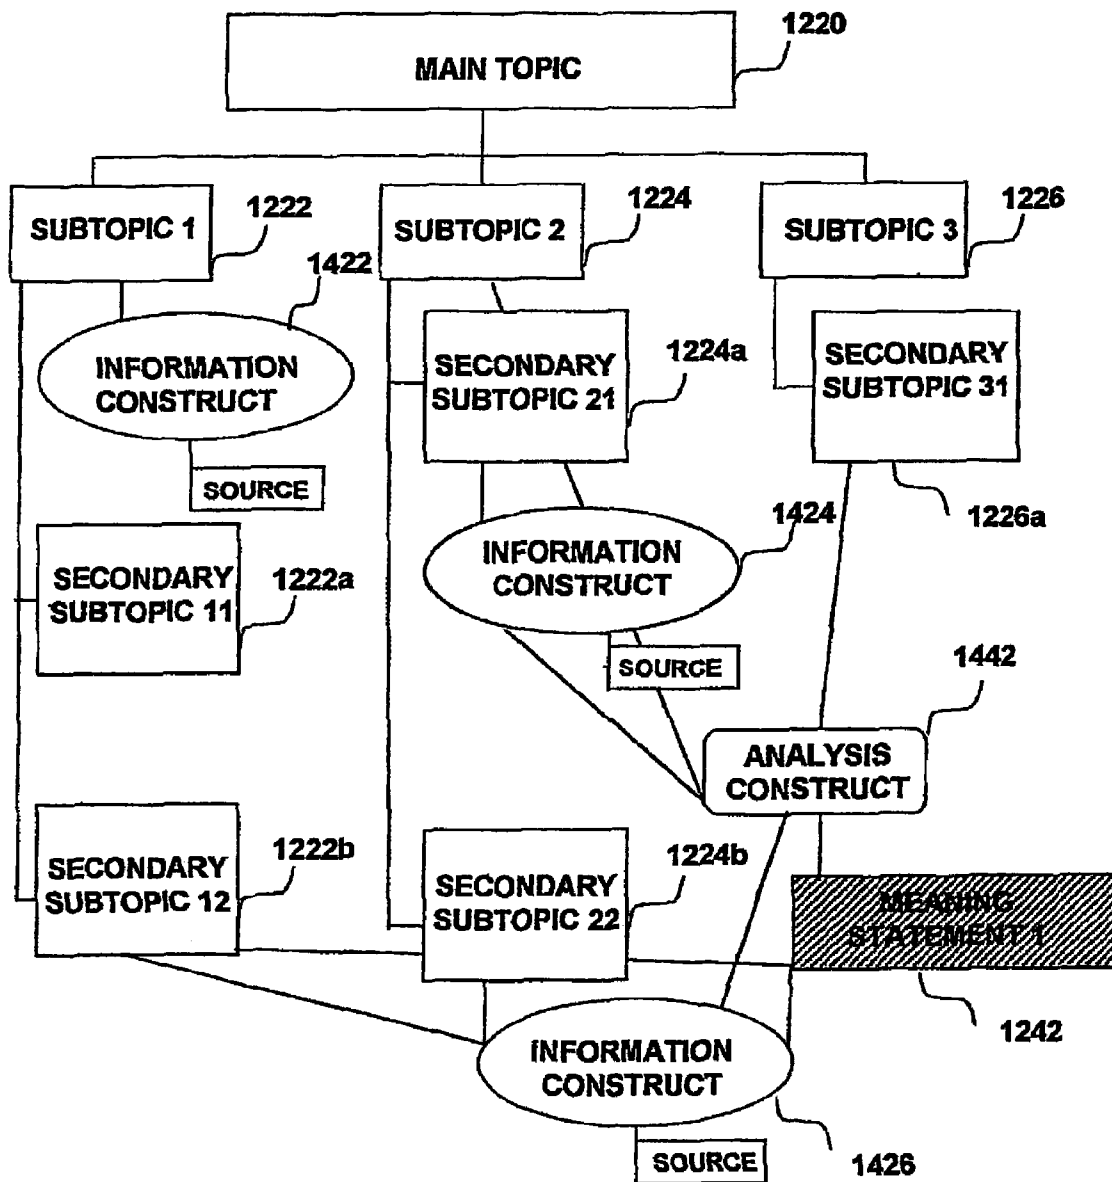 1220
MAIN TOPIC
SUBTOPIC 1
1222
SUBTOPIC 2
1224
SUBTOPIC 3
1226
1422
INFORMATION
CONSTRUCT
SOURCE
SECONDARY
SUBTOPIC 21
1224a
SECONDARY
SUBTOPIC 31
1226a
SECONDARY
SUBTOPIC 11
1222a
INFORMATION
CONSTRUCT
1424
SOURCE
1442
ANALYSIS
CONSTRUCT
SECONDARY
SUBTOPIC 12
1222b
SECONDARY
SUBTOPIC 22
1224b
MEANING
STATEMENT 1
1242
INFORMATION
CONSTRUCT
1426
SOURCE